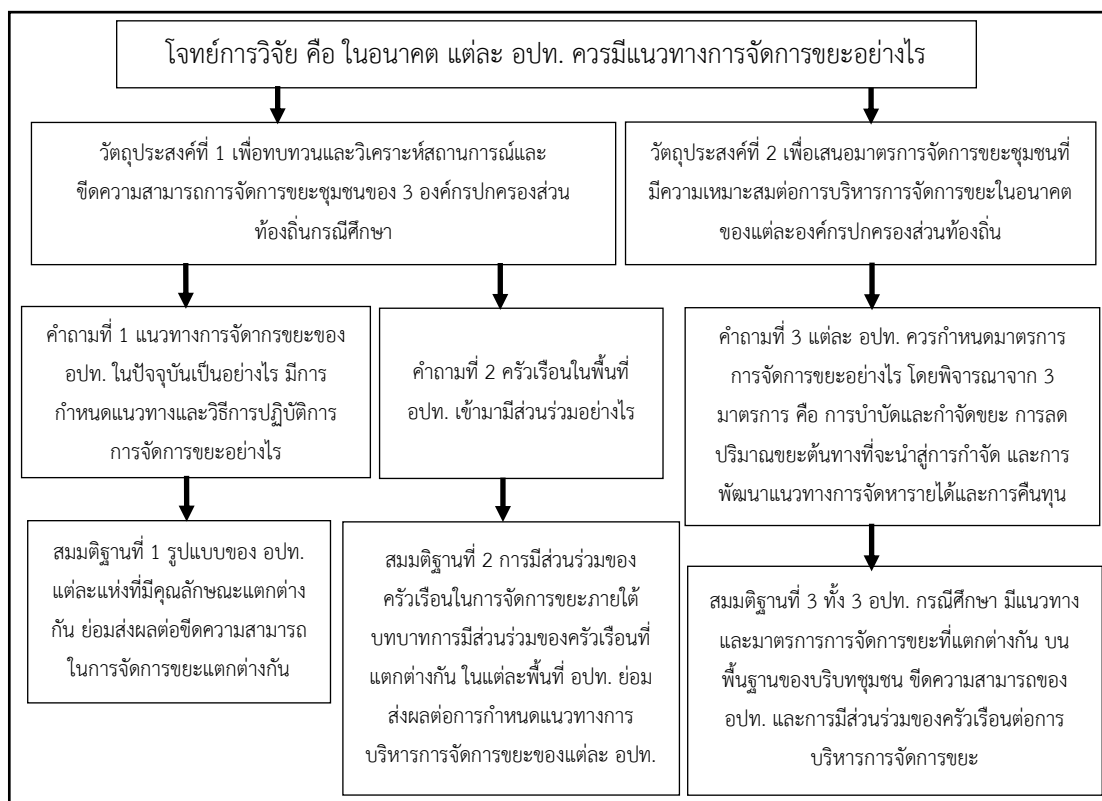 โจทย์การวิจัย คือ ในอนาคต แต่ละ อปท. ควรมีแนวทางการจัดการขยะอย่างไร
วัตถุประสงค์ที่ 1 เพื่อทบทวนและวิเคราะห์สถานการณ์และ
ขีดความสามารถการจัดการขยะชุมชนของ 3 องค์กรปกครองส่วน
ท้องถิ่นกรณีศึกษา
วัตถุประสงค์ที่ 2 เพื่อเสนอมาตรการจัดการขยะชุมชนที่
มีความเหมาะสมต่อการบริหารการจัดการขยะในอนาคต
ของแต่ละองค์กรปกครองส่วนท้องถิ่น
คำถามที่ 1 แนวทางการจัดากรขยะของ
อปท. ในปัจจุบันเป็นอย่างไร มีการ
กำหนดแนวทางและวิธีการปฏิบัติการ
การจัดการขยะอย่างไร
คำถามที่ 2 ครัวเรือนในพื้นที่
อปท. เข้ามามีส่วนร่วมอย่างไร
คำถามที่ 3 แต่ละ อปท. ควรกำหนดมาตรการ
การจัดการขยะอย่างไร โดยพิจารณาจาก 3
มาตรการ คือ การบำบัดและกำจัดขยะ การลด
ปริมาณขยะต้นทางที่จะนำสู่การกำจัด และการ
พัฒนาแนวทางการจัดหารายได้และการคืนทุน
สมมติฐานที่ 1 รูปแบบของ อปท.
แต่ละแห่งที่มีคุณลักษณะแตกต่าง
กัน ย่อมส่งผลต่อขีดความสามารถ
ในการจัดการขยะแตกต่างกัน
สมมติฐานที่ 2 การมีส่วนร่วมของ
ครัวเรือนในการจัดการขยะภายใต้
บทบาทการมีส่วนร่วมของครัวเรือนที่
แตกต่างกัน ในแต่ละพื้นที่ อปท. ย่อม
ส่งผลต่อการกำหนดแนวทางการ
บริหารการจัดการขยะของแต่ละ อปท.
สมมติฐานที่ 3 ทั้ง 3 อปท. กรณีศึกษา มีแนวทาง
และมาตรการการจัดการขยะที่แตกต่างกัน บน
พื้นฐานของบริบทชุมชน ขีดความสามารถของ
อปท. และการมีส่วนร่วมของครัวเรือนต่อการ
บริหารการจัดการขยะ